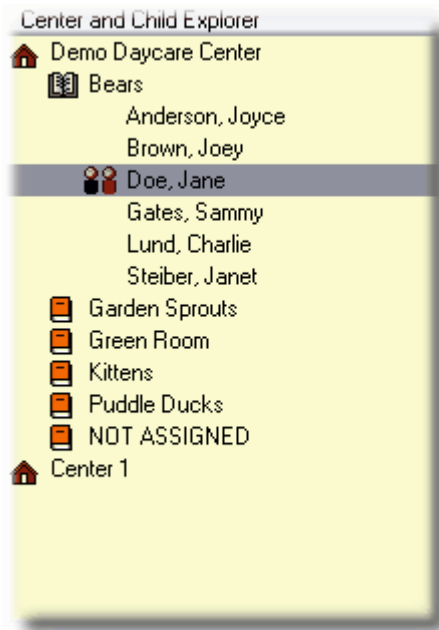 Center and Child Explorer
Demo Daycare Center
Bears
Anderson, Joyce
Brown, Joey
Doe, Jane
Gates, Sammy
Lund, Charlie
Steiber, Janet
Garden Sprouts
Green Room
Kittens
Puddle Ducks
NOT ASSIGNED
Center 1